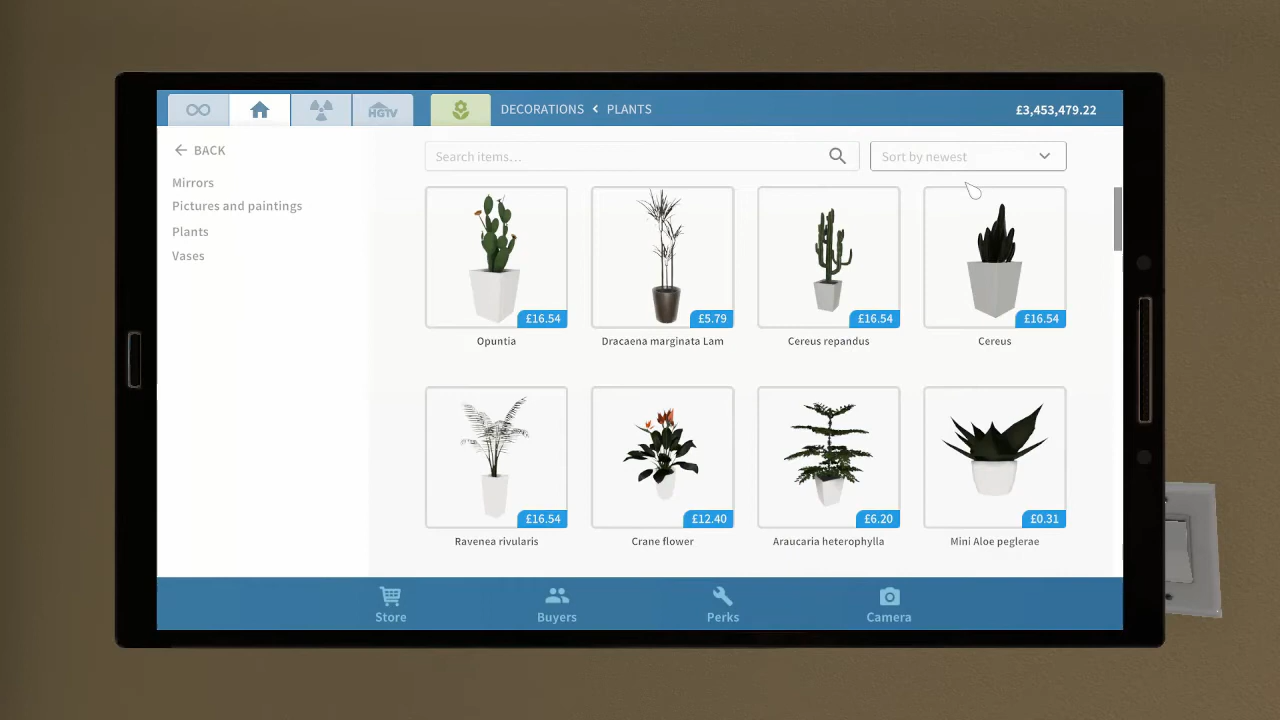 HGTV
DECORATIONS < PLANTS
£3,453,479.22
BACK
Mirrors
Pictures and paintings
Plants
Vases
Search items...
Sort by newest
£16.54
£5.79
£16.54
£16.54
Opuntia
Dracaena marginata Lam
Cereus repandus
Cereus
£16.54
£12.40
£6.20
£0.31
Ravenea rivularis
Crane flower
Araucaria heterophylla
Mini Aloe peglerae
Store
Buyers
Perks
Camera